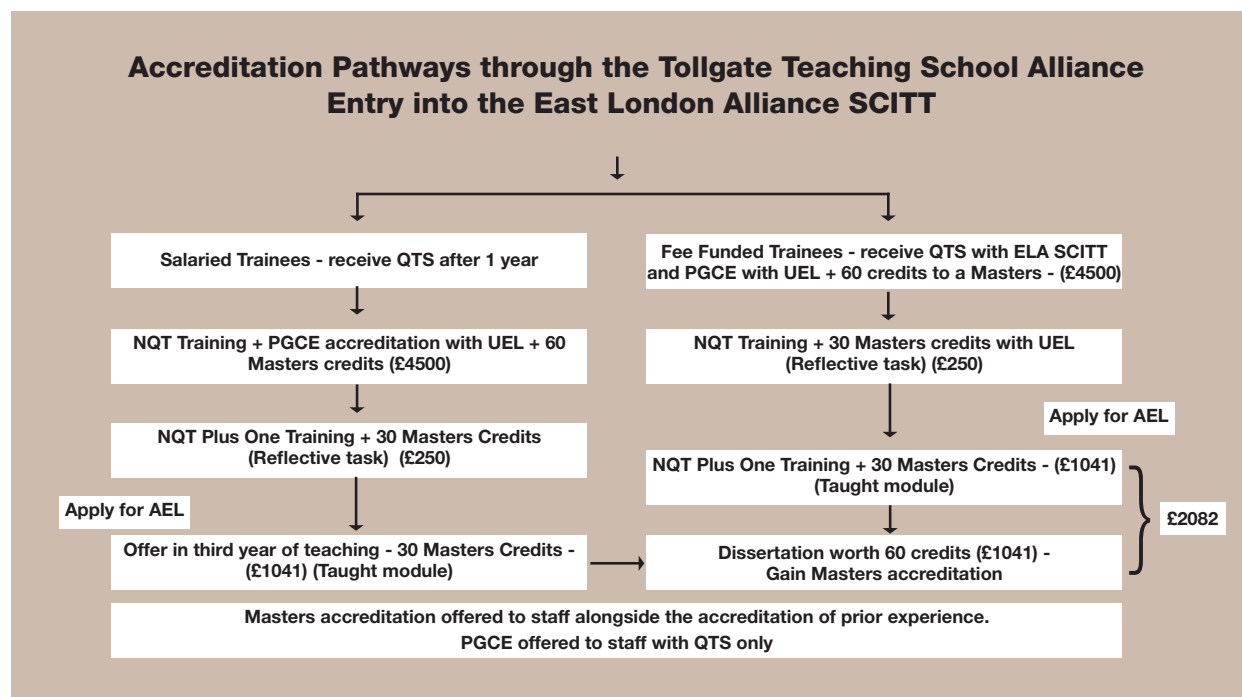 Accreditation Pathways through the Tollgate Teaching School Alliance
Entry into the East London Alliance SCITT
Salaried Trainees - receive QTS after 1 year
NQT Training + PGCE accreditation with UEL + 60
Masters credits (£4500)
NQT Plus One Training + 30 Masters Credits
(Reflective task) (£250)
Apply for AEL
Offer in third year of teaching - 30 Masters Credits -
(£1041) (Taught module)
Fee Funded Trainees - receive QTS with ELA SCITT
and PGCE with UEL + 60 credits to a Masters - (£4500)
NQT Training + 30 Masters credits with UEL
(Reflective task) (£250)
Apply for AEL
NQT Plus One Training + 30 Masters Credits - (£1041)
(Taught module)
£2082
Dissertation worth 60 credits (£1041) -
Gain Masters accreditation
Masters accreditation offered to staff alongside the accreditation of prior experience.
PGCE offered to staff with QTS only